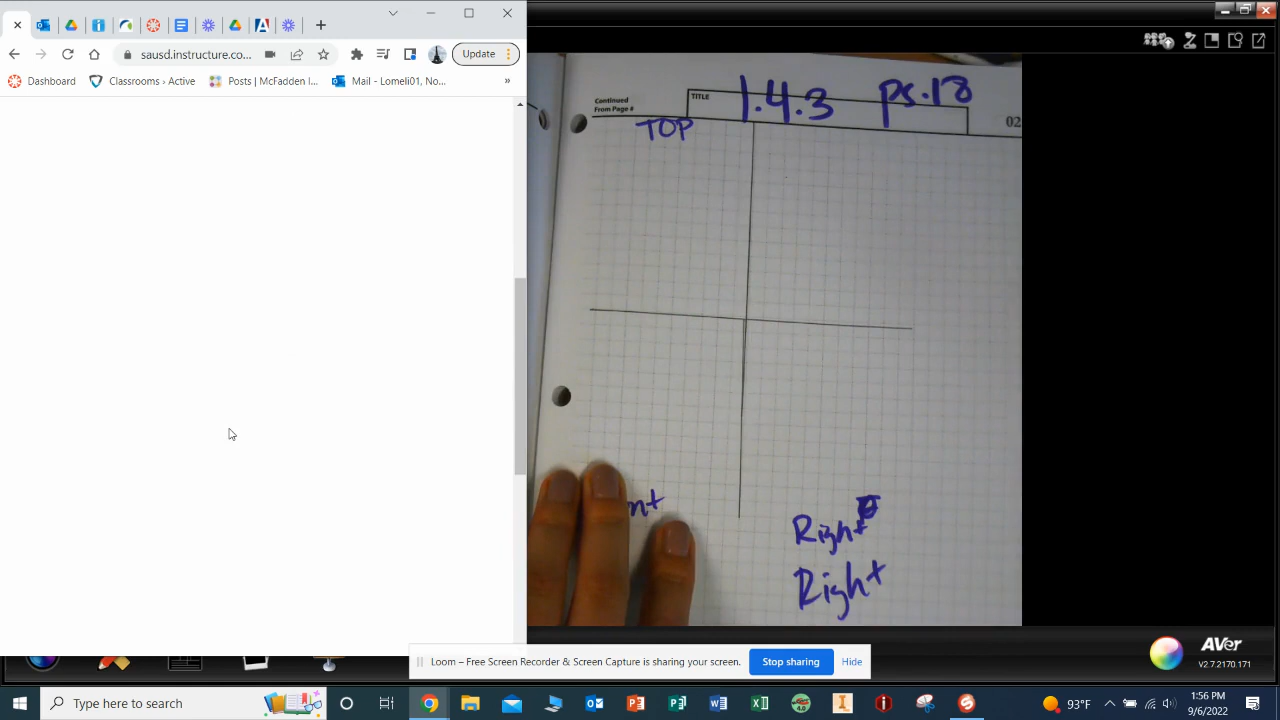 sausd.instructure.co...
Update
Dashboard
Classrooms › Active
Posts | McFadden I...
Mail - Lomeli01, No...
»
Continued
From Page #
TITLE
1.4.3 pg.18
02
TOP
nt
Right
Right
Loom – Free Screen Recorder & Screen Capture is sharing your screen.
Stop sharing
Hide
AVer
V2.7.2170.171
Type here to search
93°F
1:56 PM
9/6/2022